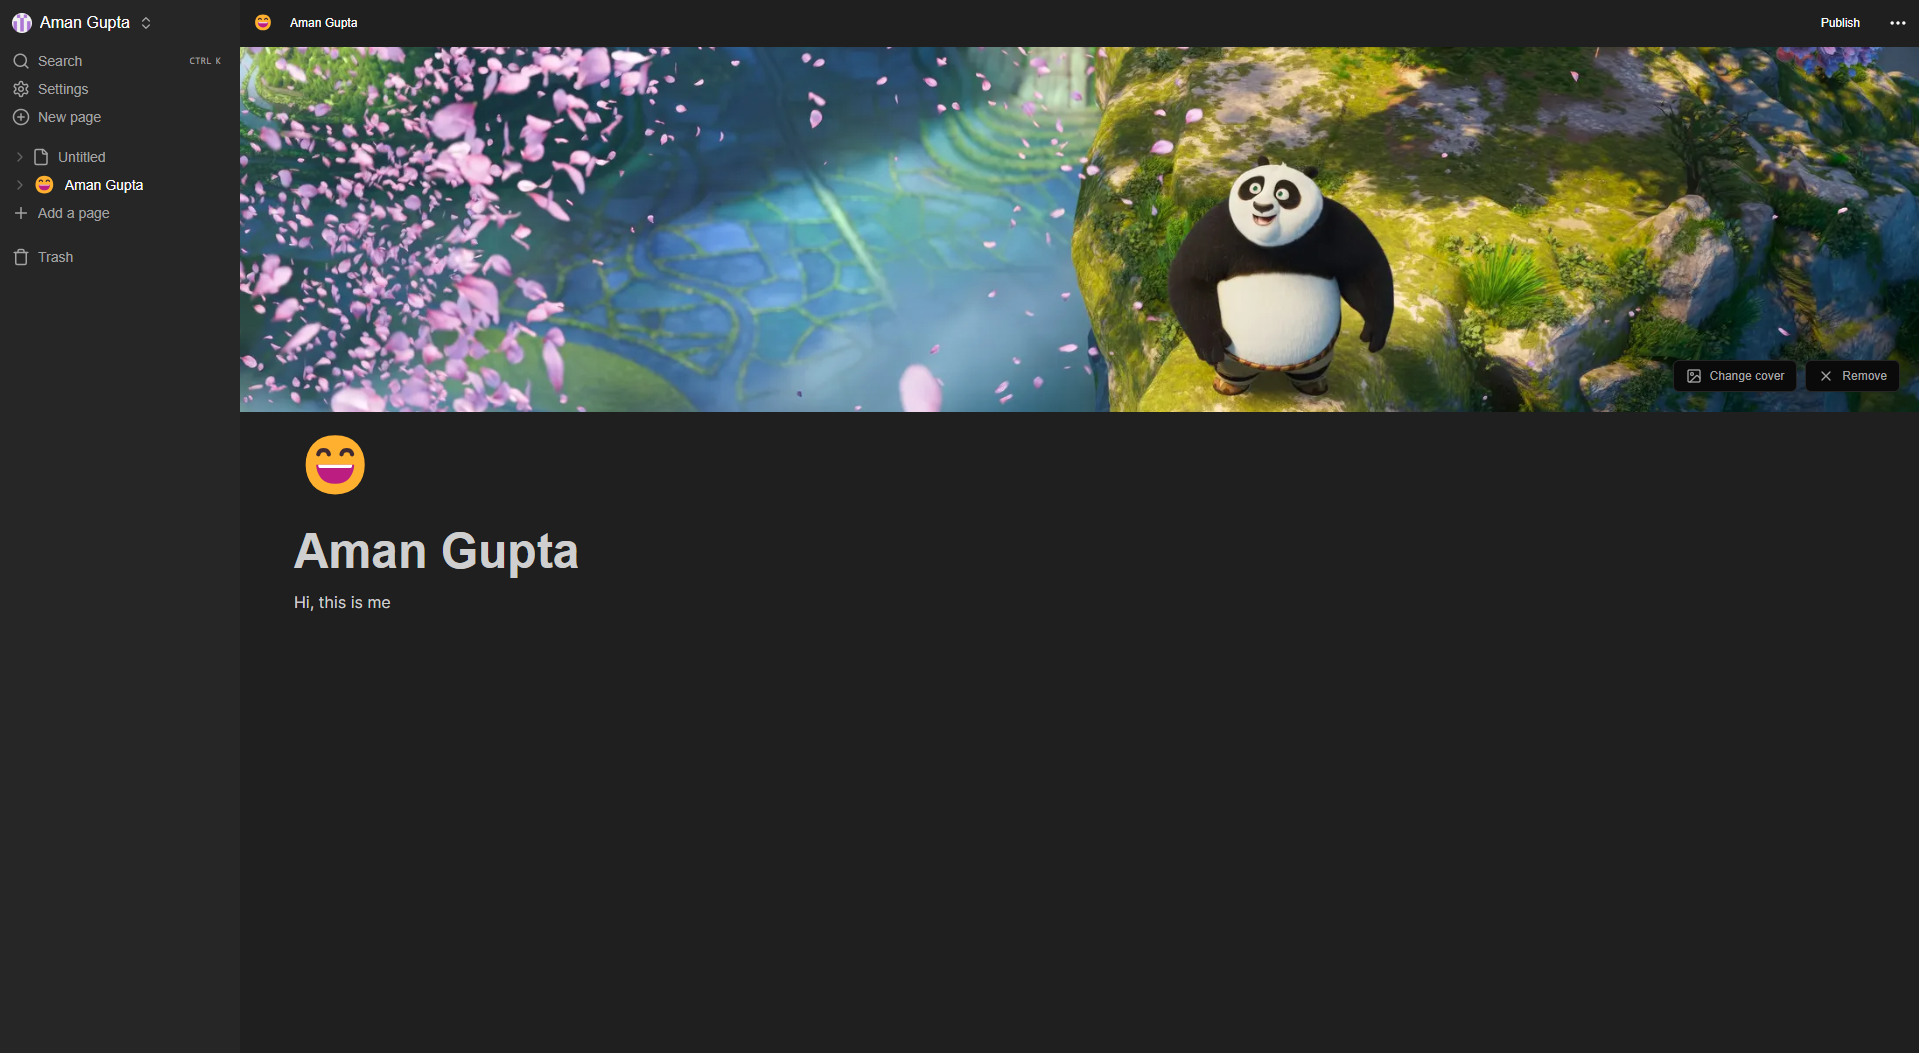 Aman Gupta
Search CTRL K
Settings
New page
Untitled
Aman Gupta
Add a page
Trash
Aman Gupta
Publish
Change cover
Remove
Aman Gupta
Hi, this is me